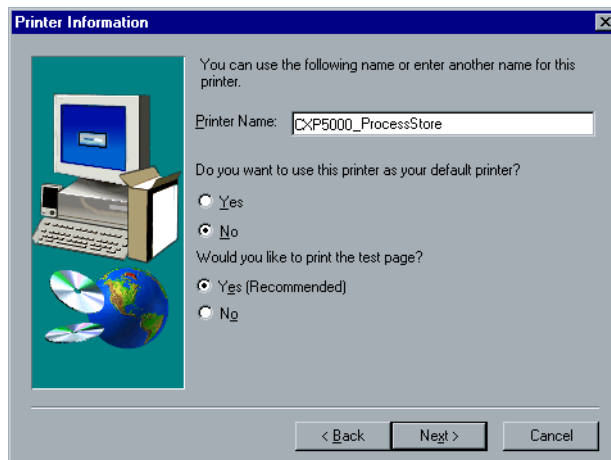 Printer Information
You can use the following name or enter another name for this
printer.
Printer Name: CXP5000_ProcessStore
Do you want to use this printer as your default printer?
Yes
No
Would you like to print the test page?
Yes (Recommended)
No
< Back Next > Cancel